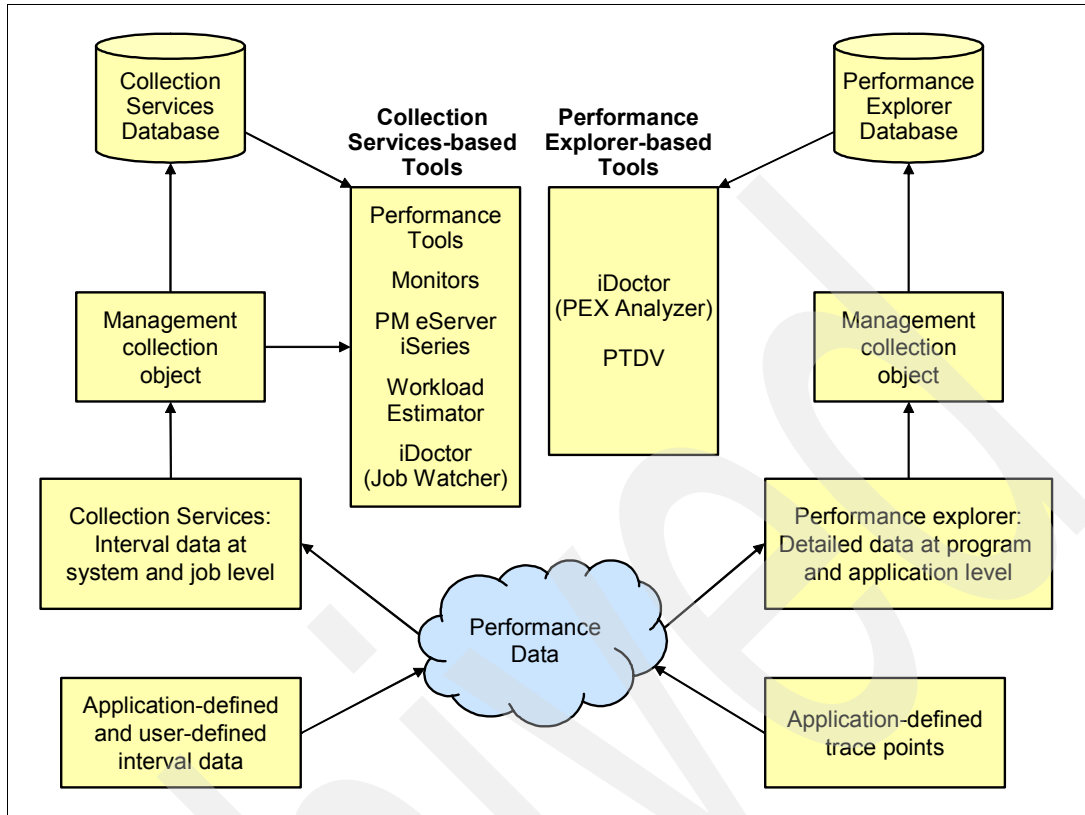 Collection
Services
Database
Performance
Explorer
Database
Collection
Services-based
Tools
Performance
Explorer-based
Tools
Performance
Tools
Monitors
PM eServer
iSeries
Workload
Estimator
iDoctor
(Job Watcher)
iDoctor
(PEX Analyzer)
PTDV
Management
collection
object
Management
collection
object
Collection Services:
Interval data at
system and job level
Performance explorer:
Detailed data at program
and application level
Performance
Data
Application-defined
and user-defined
interval data
Application-defined
trace points